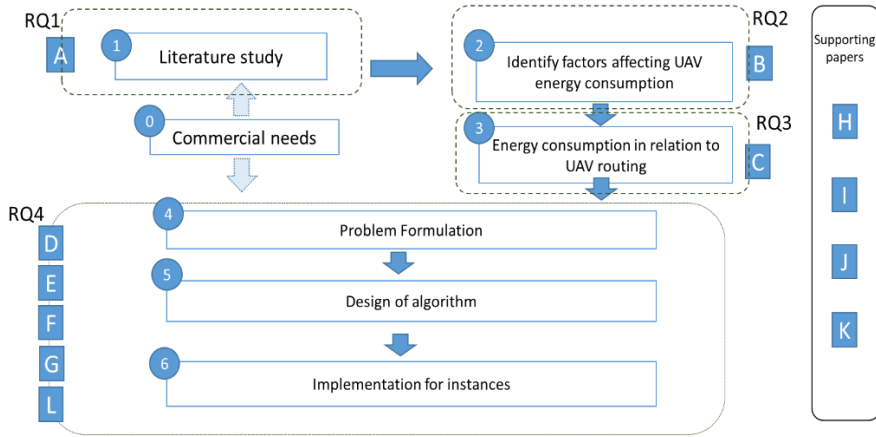 RQ1
A
1
Literature study
0
Commercial needs
RQ2
2
Identify factors affecting UAV
energy consumption
B
RQ3
3
Energy consumption in relation to
UAV routing
C
RQ4
D
E
F
G
L
4
Problem Formulation
5
Design of algorithm
6
Implementation for instances
Supporting
papers
H
I
J
K